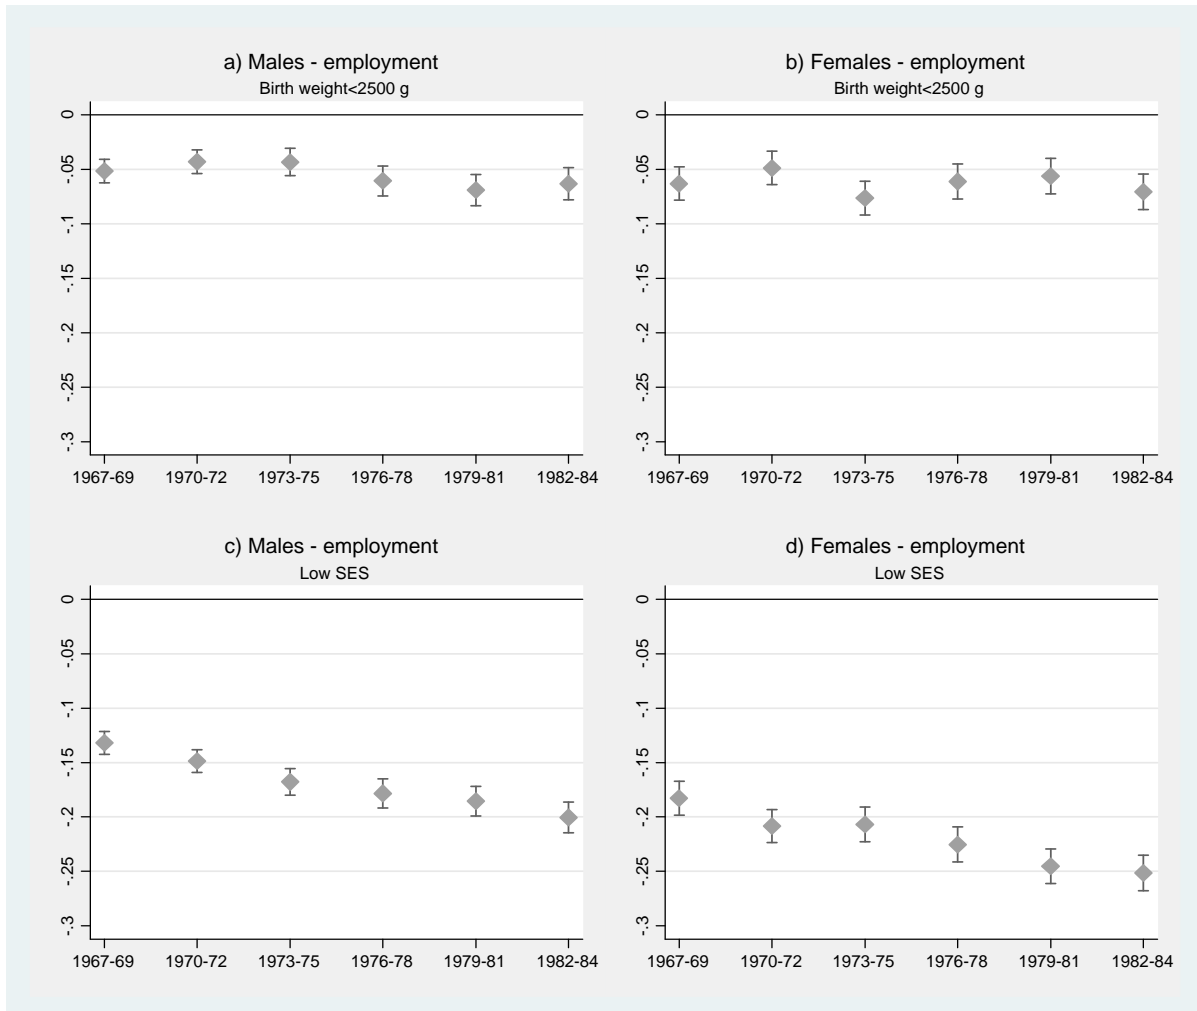 a) Males - employment
Birth weight<2500 g
0
-.05
-.1
-.15
-.2
-.25
-.3
1967-69 1970-72 1973-75 1976-78 1979-81 1982-84
b) Females - employment
Birth weight<2500 g
0
-.05
-.1
-.15
-.2
-.25
-.3
1967-69 1970-72 1973-75 1976-78 1979-81 1982-84
c) Males - employment
Low SES
0
-.05
-.1
-.15
-.2
-.25
-.3
1967-69 1970-72 1973-75 1976-78 1979-81 1982-84
d) Females - employment
Low SES
0
-.05
-.1
-.15
-.2
-.25
-.3
1967-69 1970-72 1973-75 1976-78 1979-81 1982-84